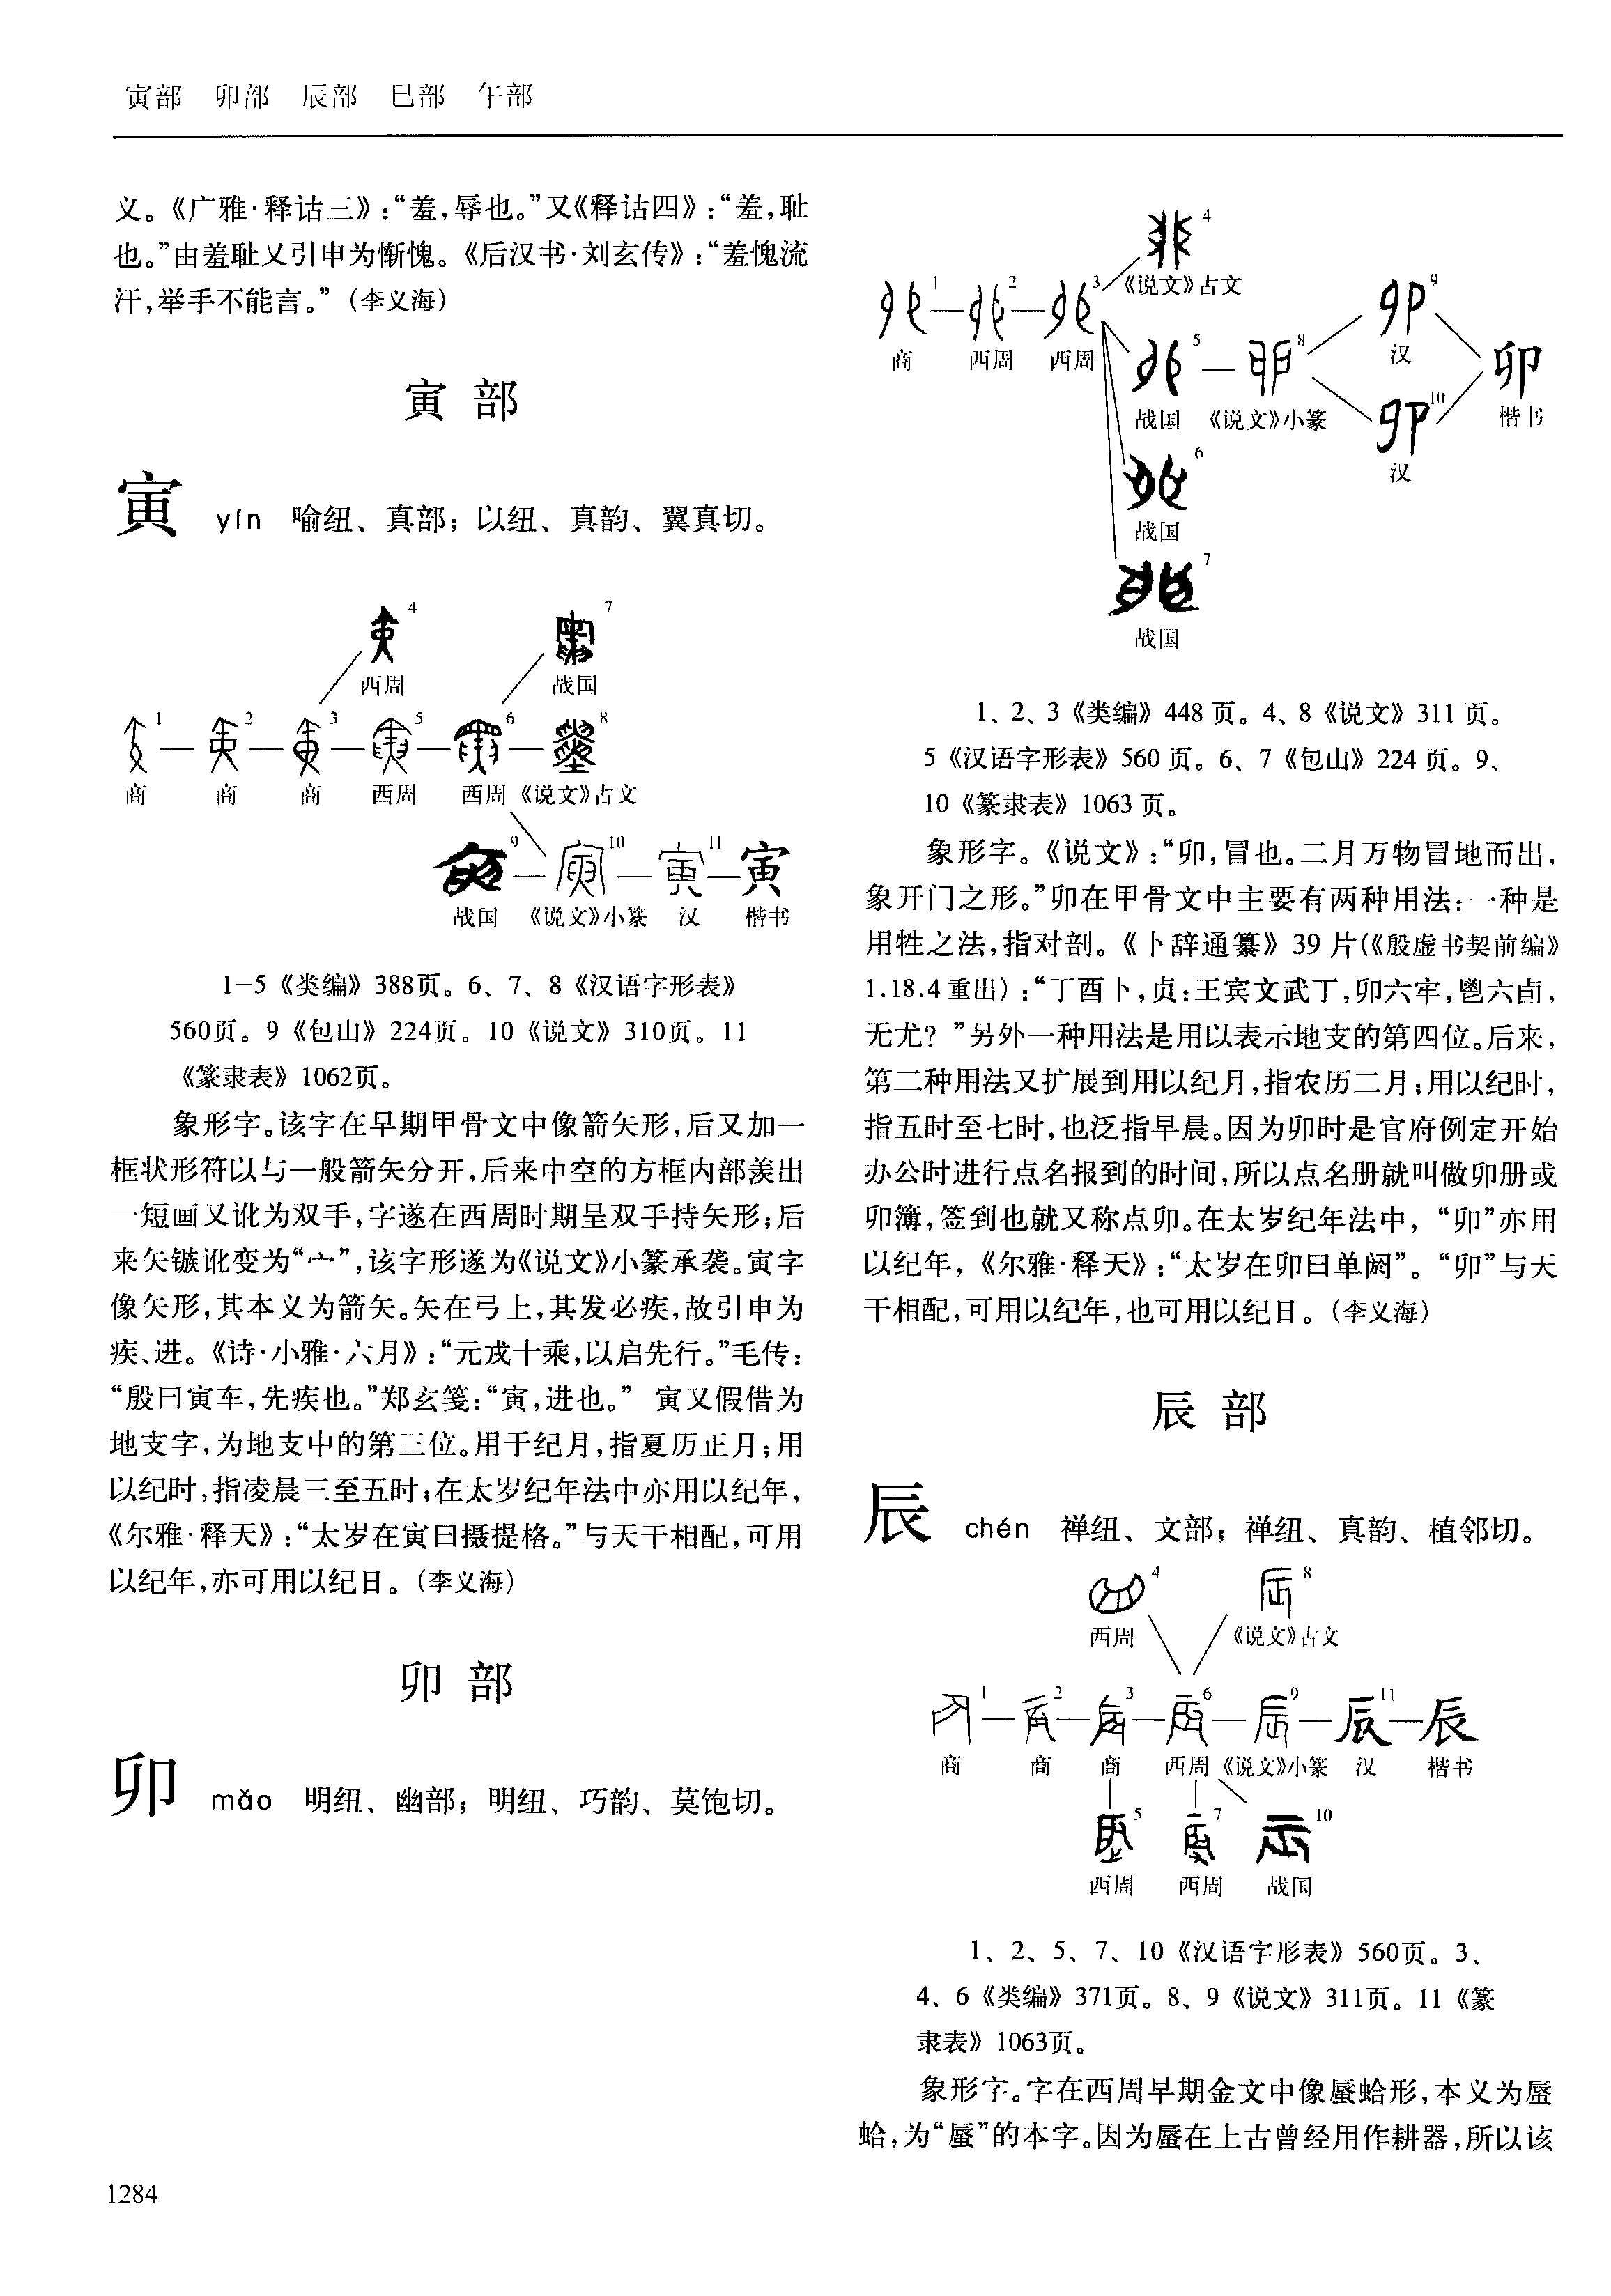 寅部 卯部 辰部 巳部 午部
义。《广雅·释诂三》:“羞,辱也。”又《释诂四》:“羞,耻
也。”由羞耻又引申为惭愧。《后汉书·刘玄传》:“羞愧流
汗,举手不能言。”(李义海)
寅 部
寅 yín 喻纽、真部；以纽、真韵、翼真切。
4 7
西周 战国
1 2 3 5 6 8
商 商 商 西周 西周 《说文》古文
9 10 寅11 寅
战国 《说文》小篆 汉 楷书
1-5《类编》388页。6、7、8《汉语字形表》
560页。9《包山》224页。10《说文》310页。11
《篆隶表》1062页。
象形字。该字在早期甲骨文中像箭矢形,后又加一
框状形符以与一般箭矢分开,后来中空的方框内部羡出
一短画又讹为双手,字遂在西周时期呈双手持矢形;后
来矢镞讹变为“宀”,该字形遂为《说文》小篆承袭。寅字
像矢形,其本义为箭矢。矢在弓上,其发必疾,故引申为
疾、进。《诗·小雅·六月》:“元戎十乘,以启先行。”毛传:
“殷曰寅车,先疾也。”郑玄笺:“寅,进也。” 寅又假借为
地支字,为地支中的第三位。用于纪月,指夏历正月;用
以纪时,指凌晨三至五时;在太岁纪年法中亦用以纪年,
《尔雅·释天》:“太岁在寅曰摄提格。”与天干相配,可用
以纪年,亦可用以纪日。(李义海)
卯 部
卯 mǎo 明纽、幽部；明纽、巧韵、莫饱切。
4
《说文》古文
1 2 3 9
商 西周 西周 汉
5 8 卯
战国 《说文》小篆 楷书
10
汉
6
战国
7
战国
1、2、3《类编》448页。4、8《说文》311页。
5《汉语字形表》560页。6、7《包山》224页。9、
10《篆隶表》1063页。
象形字。《说文》:“卯,冒也。二月万物冒地而出,
象开门之形。”卯在甲骨文中主要有两种用法:一种是
用牲之法,指对剖。《卜辞通纂》39片(《殷虚书契前编》
1.18.4重出):“丁酉卜,贞:王宾文武丁,卯六牢,鬯六卣,
无尤?”另外一种用法是用以表示地支的第四位。后来,
第二种用法又扩展到用以纪月,指农历二月;用以纪时,
指五时至七时,也泛指早晨。因为卯时是官府例定开始
办公时进行点名报到的时间,所以点名册就叫做卯册或
卯簿,签到也就又称点卯。在太岁纪年法中,“卯”亦用
以纪年,《尔雅·释天》:“太岁在卯曰单阏”。“卯”与天
干相配,可用以纪年,也可用以纪日。(李义海)
辰 部
辰 chén 禅纽、文部；禅纽、真韵、植邻切。
4 8
西周 《说文》古文
1 2 3 6 9 辰11 辰
商 商 商 西周 《说文》小篆 汉 楷书
5 7 10
西周 西周 战国
1、2、5、7、10《汉语字形表》560页。3、
4、6《类编》371页。8、9《说文》311页。11《篆
隶表》1063页。
象形字。字在西周早期金文中像蜃蛤形,本义为蜃
蛤,为“蜃”的本字。因为蜃在上古曾经用作耕器,所以该
1284